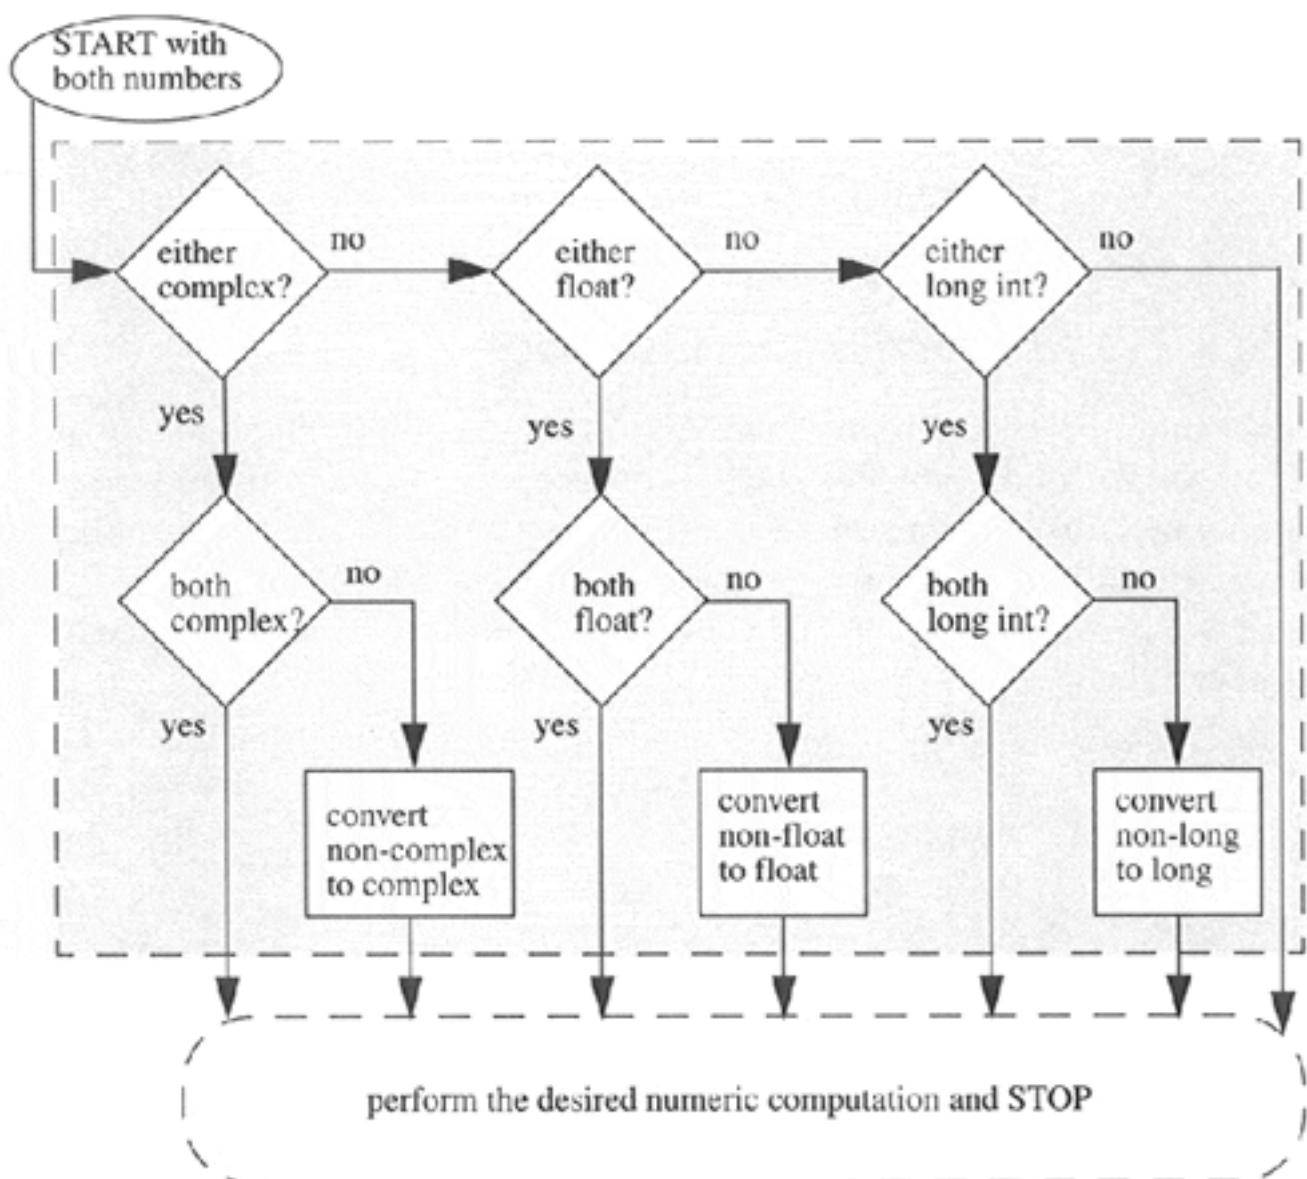 START with
both numbers
either
complex?
no
either
float?
no
either
long int?
no
yes
yes
yes
both
complex?
no
both
float?
no
both
long int?
no
yes
yes
yes
convert
non-complex
to complex
convert
non-float
to float
convert
non-long
to long
perform the desired numeric computation and STOP